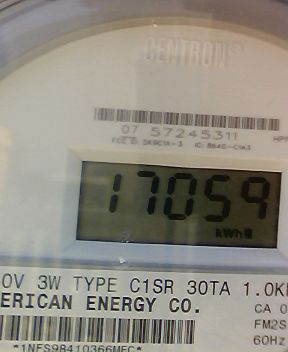 CENTRON®
07 57245311
17059
kWh
0V 3W TYPE C1SR 30TA 1.0K
ERICAN ENERGY CO.
CA 0
FM2S
60Hz
*1NFS98410366MFC*